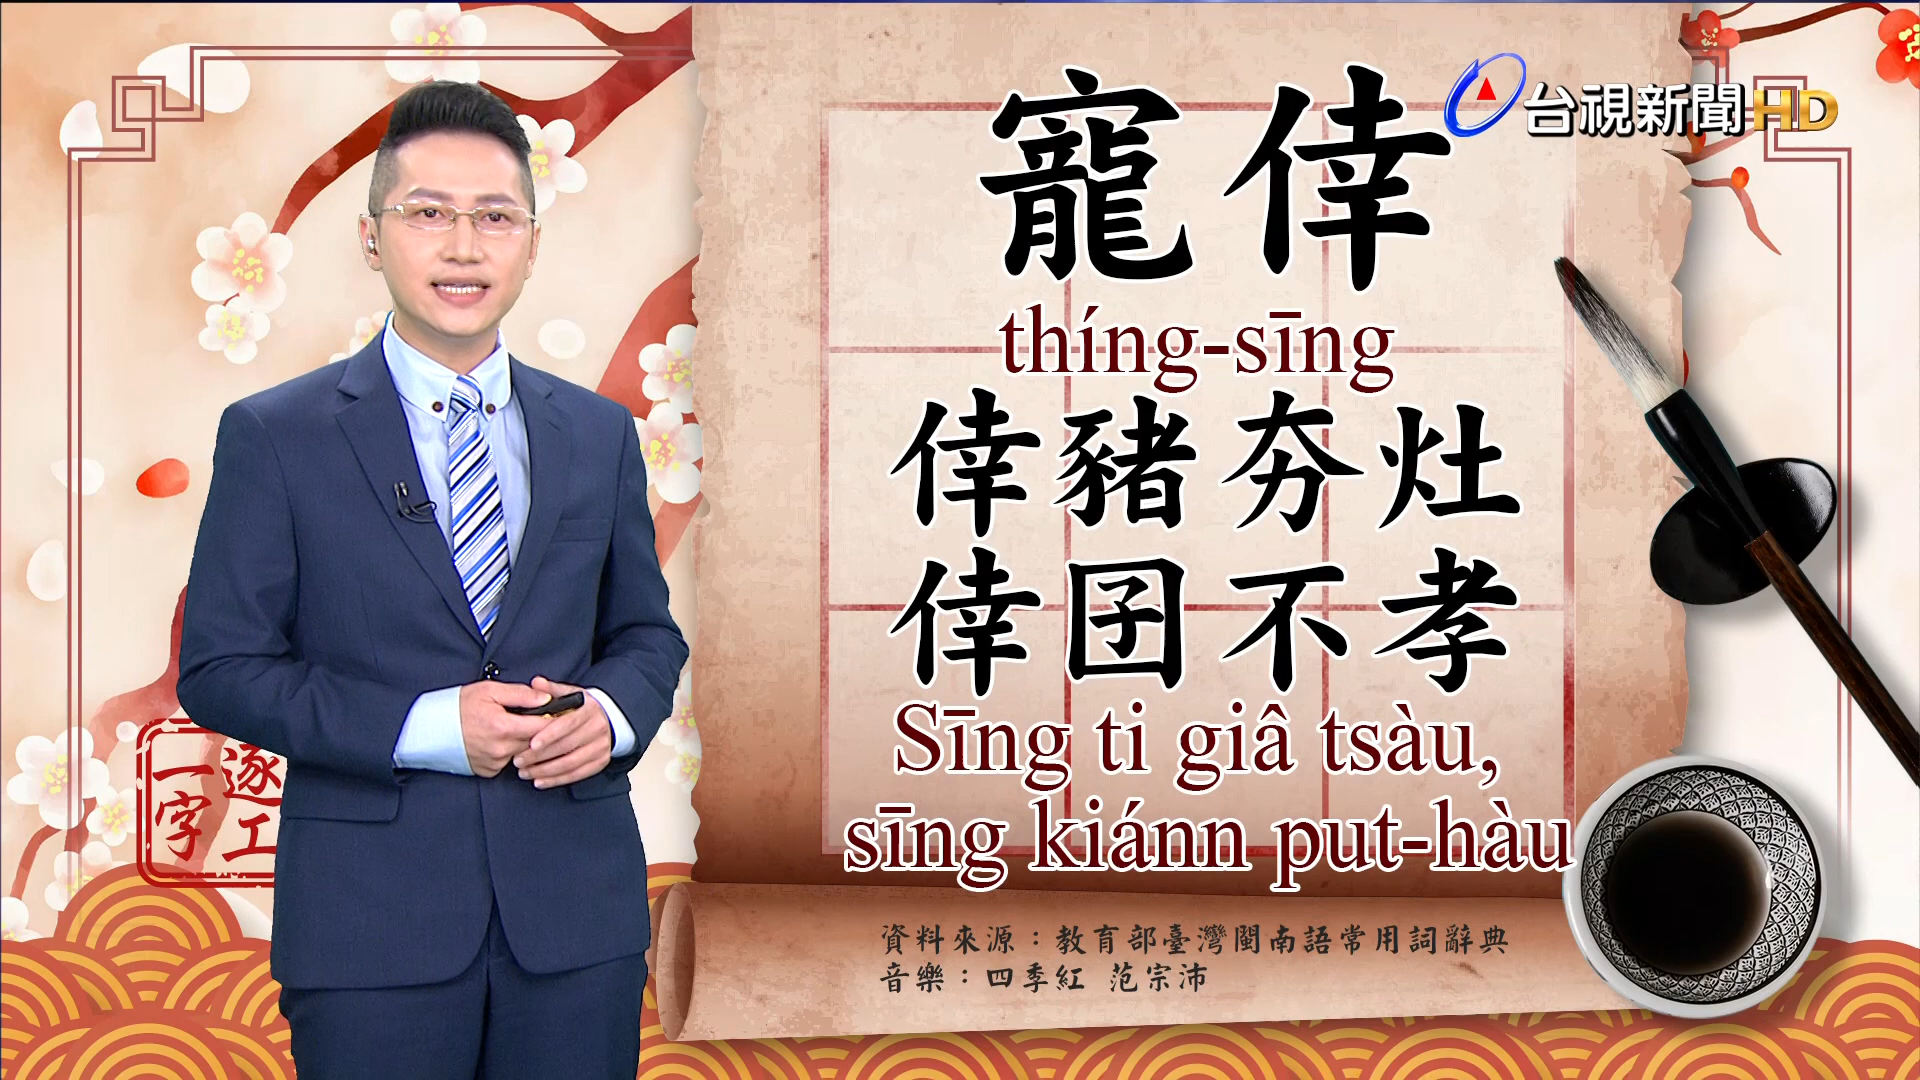 台視新聞HD
寵倖
thíng-sīng
倖豬夯灶
倖囝不孝
Sīng ti giâ tsàu,
sīng kiánn put-hàu
資料來源：教育部臺灣閩南語常用詞辭典
音樂：四季紅 范宗沛
逐工
一字